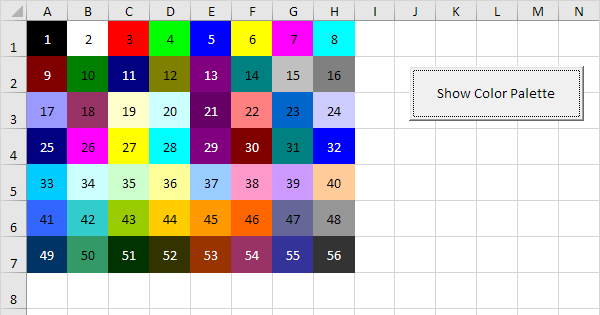 A B C D E F G H I J K L M N
1 1 2 3 4 5 6 7 8
2 9 10 11 12 13 14 15 16
Show Color Palette
3 17 18 19 20 21 22 23 24
4 25 26 27 28 29 30 31 32
5 33 34 35 36 37 38 39 40
6 41 42 43 44 45 46 47 48
7 49 50 51 52 53 54 55 56
8